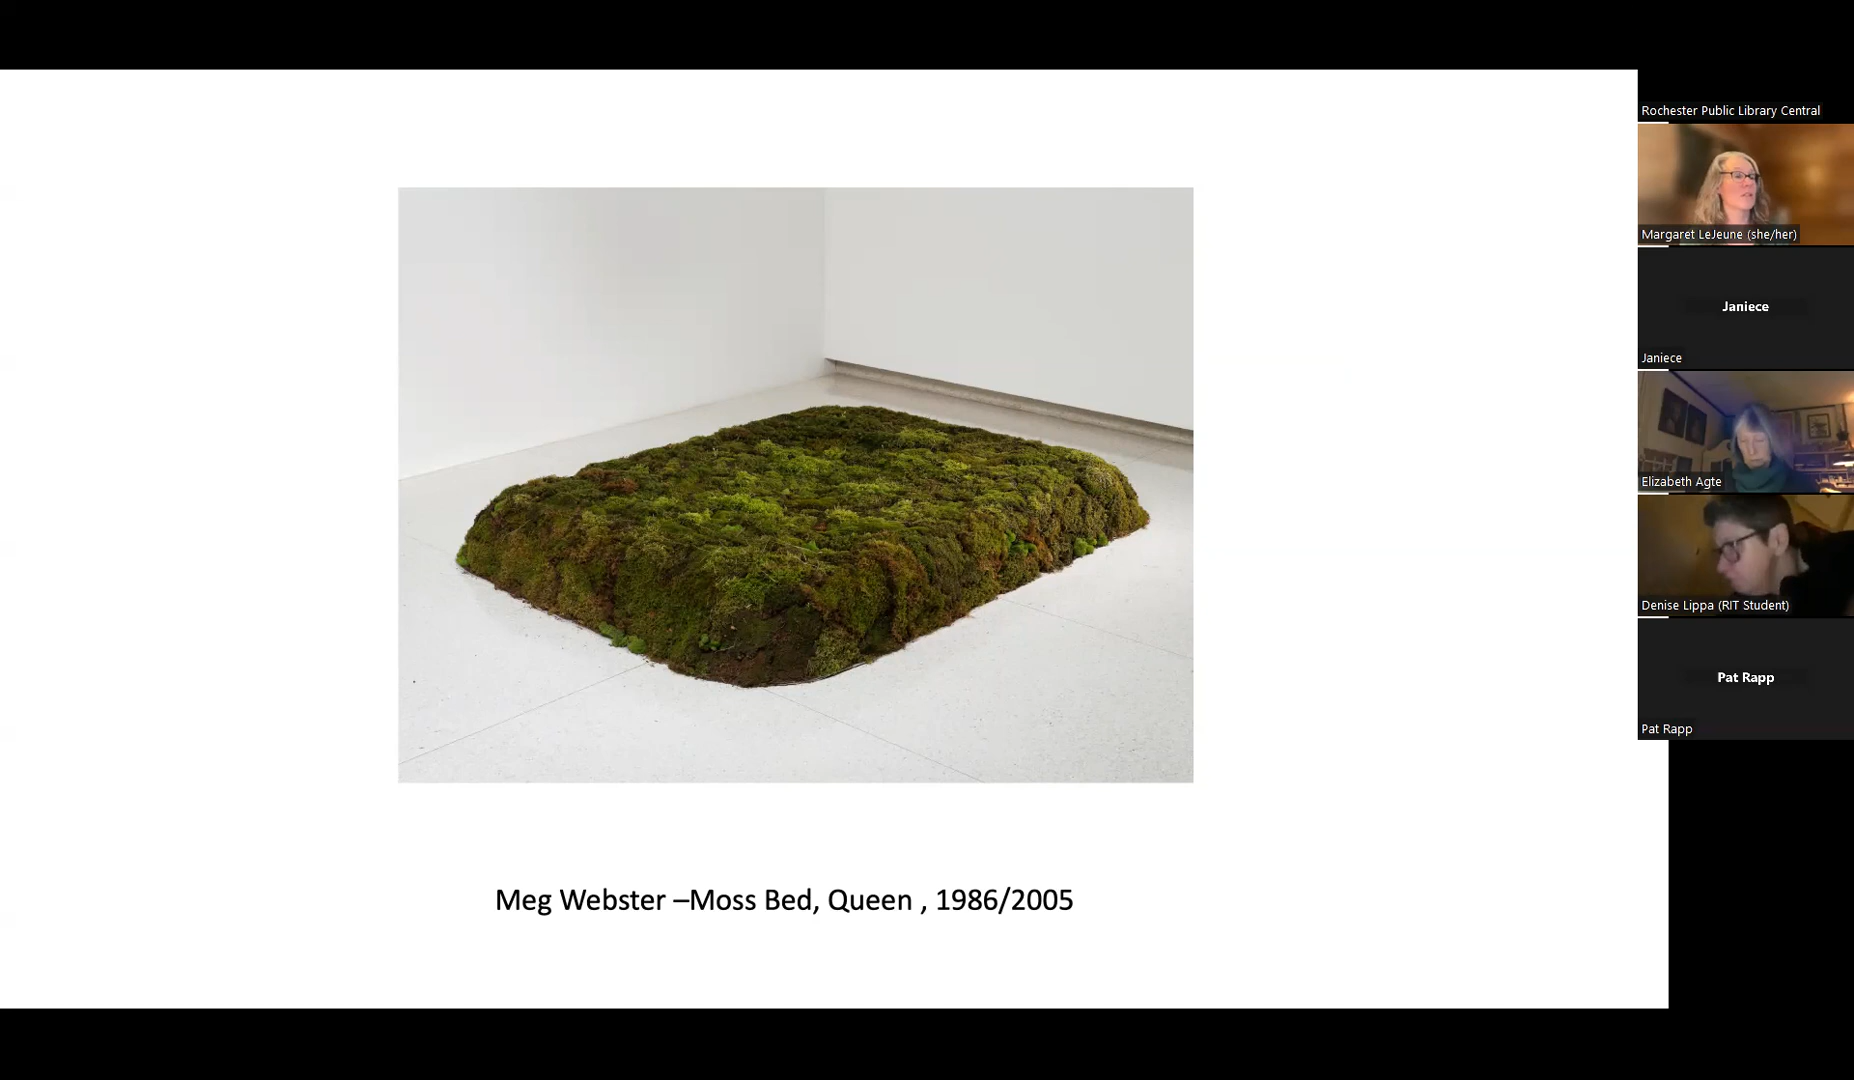 Rochester Public Library Central
Margaret LeJeune (she/her)
Janiece
Janiece
Elizabeth Agte
Denise Lippa (RIT Student)
Pat Rapp
Pat Rapp
Meg Webster –Moss Bed, Queen , 1986/2005